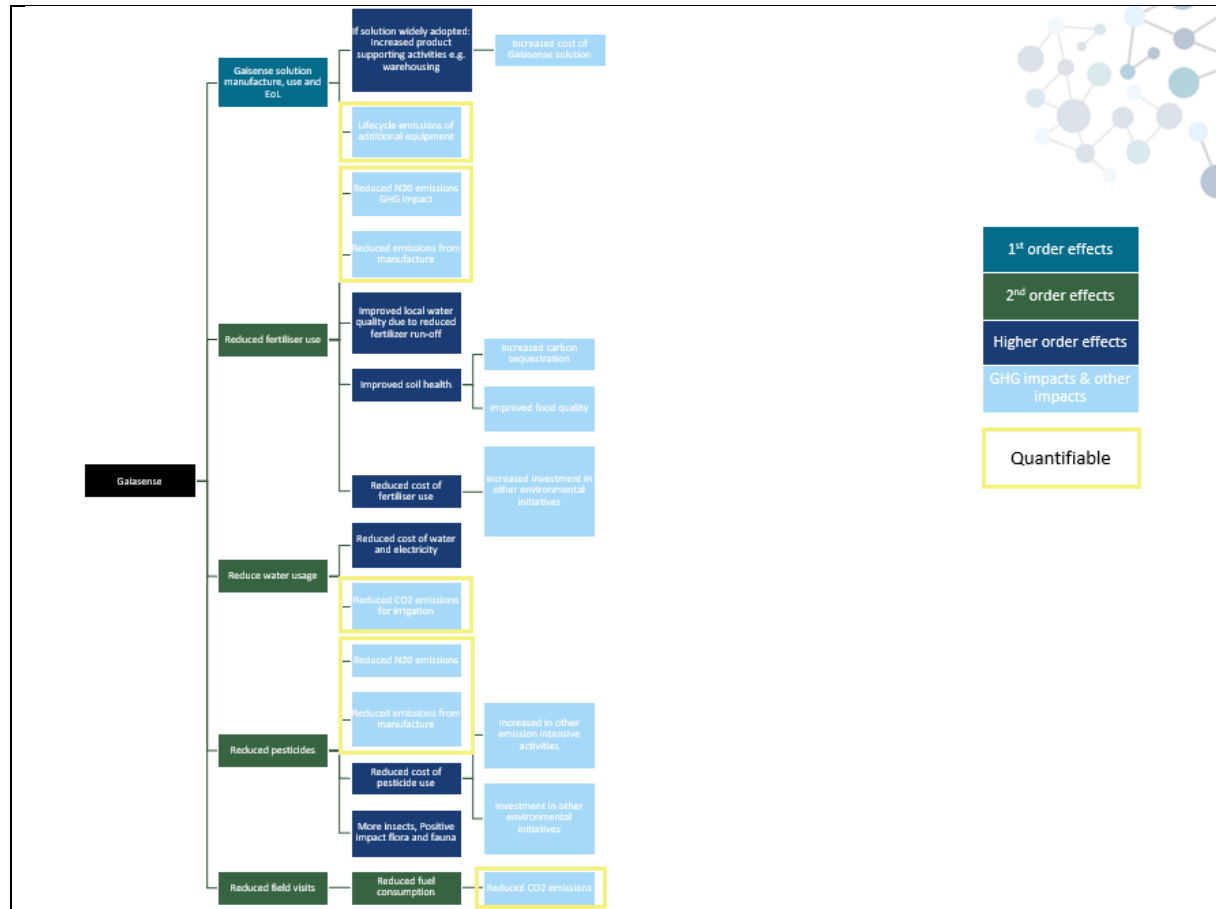 If solution widely adopted:
Increased product
supporting activities e.g.
warehousing
Increased cost of
Gaiasense solution
Gaisense solution
manufacture, use and
EoL
Lifecycle emissions of
additional equipment
Reduced N20 emissions
GHG impact
Reduced emissions from
manufacture
1st order effects
2nd order effects
Higher order effects
GHG impacts & other
impacts
Quantifiable
Reduced fertiliser use
Improved local water
quality due to reduced
fertilizer run-off
Improved soil health
Increased carbon
sequestration
Improved food quality
Gaiasense
Reduced cost of
fertiliser use
Increased investment in
other environmental
initiatives
Reduced cost of water
and electricity
Reduce water usage
Reduced CO2 emissions
for irrigation
Reduced N20 emissions
Reduced emissions from
manufacture
Increased in other
emission intensive
activities
Reduced pesticides
Reduced cost of
pesticide use
Investment in other
environmental
initiatives
More insects, Positive
impact flora and fauna
Reduced field visits
Reduced fuel
consumption
Reduced CO2 emissions